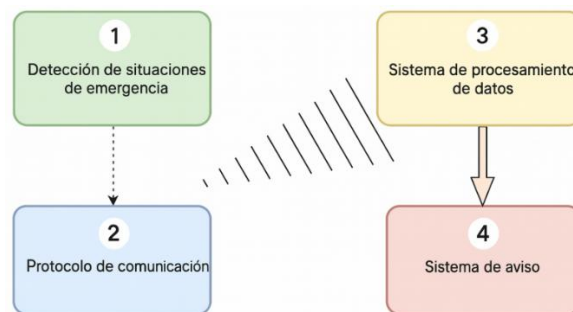 1
Detección de situaciones
de emergencia
2
Protocolo de comunicación
3
Sistema de procesamiento
de datos
4
Sistema de aviso